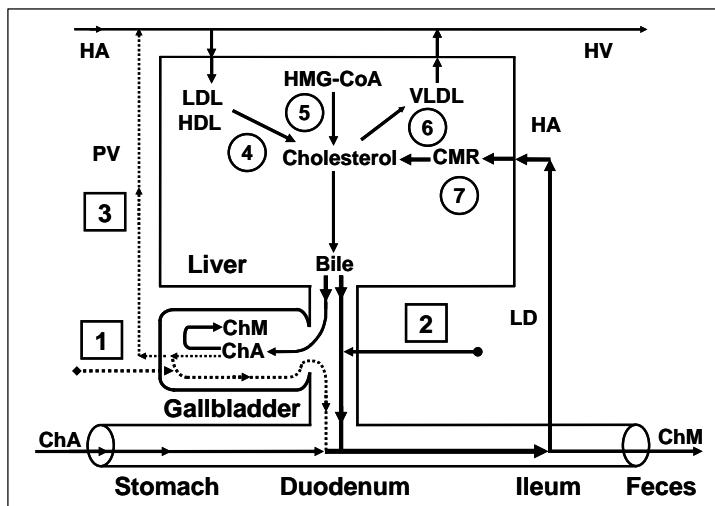 HA
HV
HMG-CoA
LDL
HDL
5
VLDL
4
6
HA
PV
Cholesterol
CMR
7
3
Liver
Bile
1
ChM
ChA
2
LD
Gallbladder
ChA
ChM
Stomach
Duodenum
Ileum
Feces